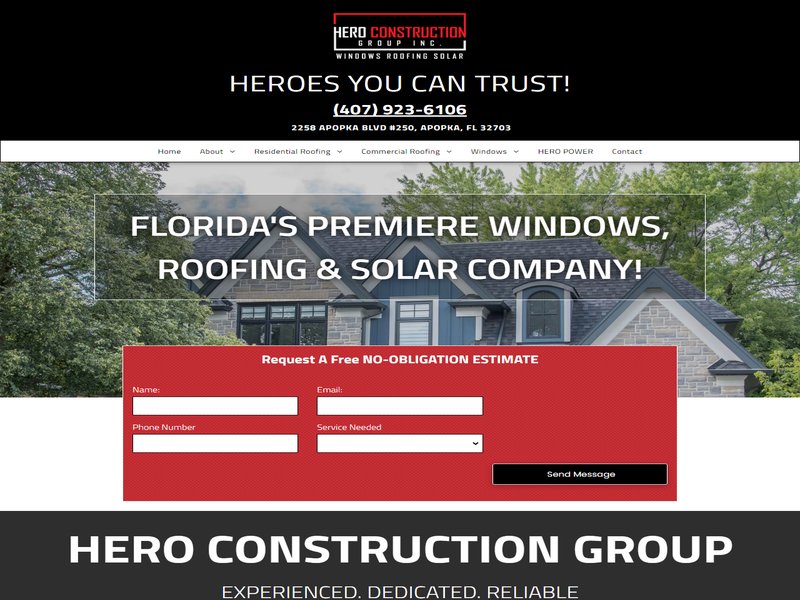 HERO CONSTRUCTION
GROUP INC.
WINDOWS ROOFING SOLAR
HEROES YOU CAN TRUST!
(407) 923-6106
2258 APOPKA BLVD #250, APOPKA, FL 32703
Home About Residential Roofing Commercial Roofing Windows HERO POWER Contact
FLORIDA'S PREMIERE WINDOWS,
ROOFING & SOLAR COMPANY!
Request A Free NO-OBLIGATION ESTIMATE
Name: Email:
Phone Number Service Needed
Send Message
HERO CONSTRUCTION GROUP
EXPERIENCED. DEDICATED. RELIABLE